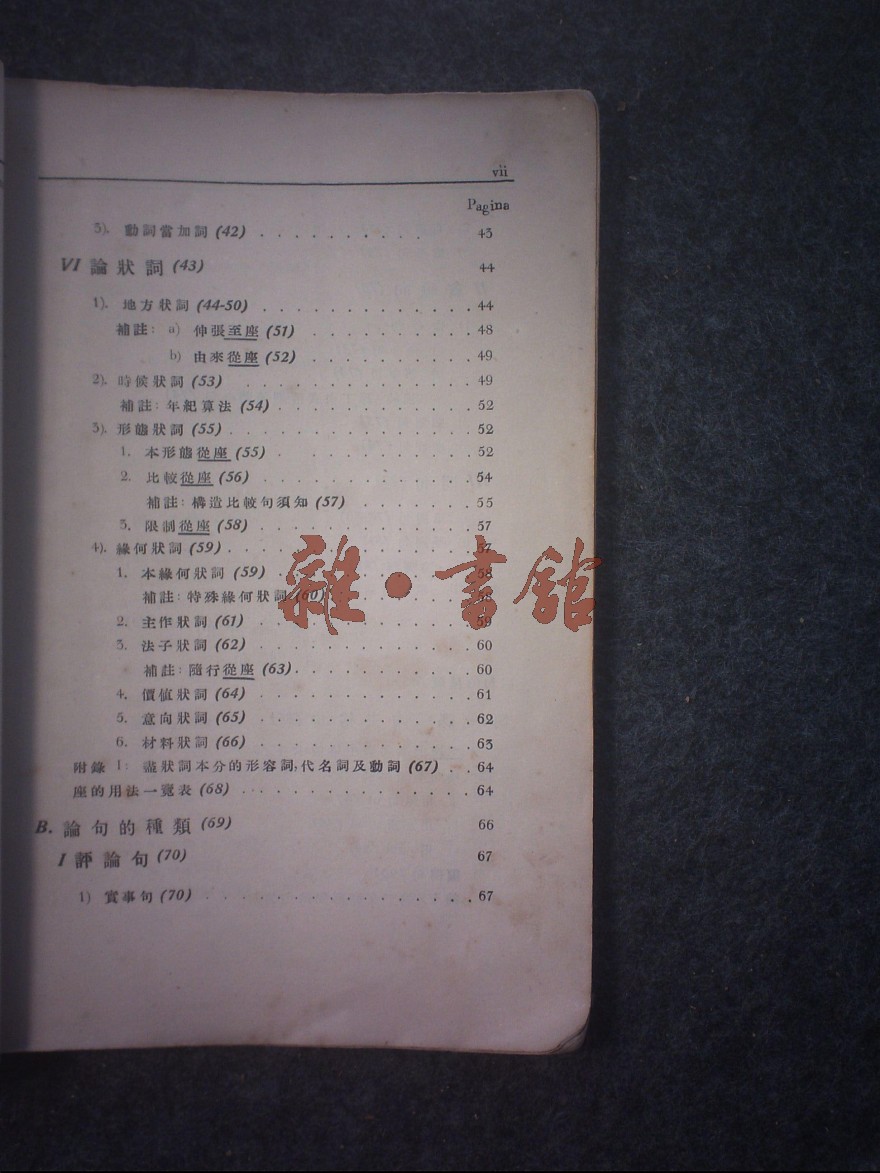 vii
Pagina
5). 動詞當加詞 (42) . . . . . . . . . . 43
VI 論狀詞 (43) 44
1). 地方狀詞 (44-50) . . . . . . . . . . 44
補註: a) 伸張至座 (51) . . . . . . . . 48
b) 由來從座 (52) . . . . . . . . 49
2). 時候狀詞 (53) . . . . . . . . . . 49
補註: 年紀算法 (54) . . . . . . . . . 52
3). 形態狀詞 (55) . . . . . . . . . . . 52
1. 本形態從座 (55) . . . . . . . . . 52
2. 比較從座 (56) . . . . . . . . . . 54
補註: 構造比較句須知 (57) . . . . . . . 55
3. 限制從座 (58) . . . . . . . . . . 57
4). 緣何狀詞 (59) . . . . . . . . . . . 57
1. 本緣何狀詞 (59) . . . . . . . . . 58
補註: 特殊緣何狀詞 (60) . . . . . . .
2. 主作狀詞 (61) . . . . . . . . . . 59
3. 法子狀詞 (62) . . . . . . . . . . 60
補註: 隨行從座 (63) . . . . . . . . 60
4. 價值狀詞 (64) . . . . . . . . . . 61
5. 意向狀詞 (65) . . . . . . . . . . 62
6. 材料狀詞 (66) . . . . . . . . . . 63
附錄 1: 盡狀詞本分的形容詞, 代名詞及動詞 (67) . . 64
座的用法一覽表 (68) . . . . . . . . . . 64
B. 論句的種類 (69) 66
I 評論句 (70) 67
1) 實事句 (70) . . . . . . . . . . . . 67
雜·書館